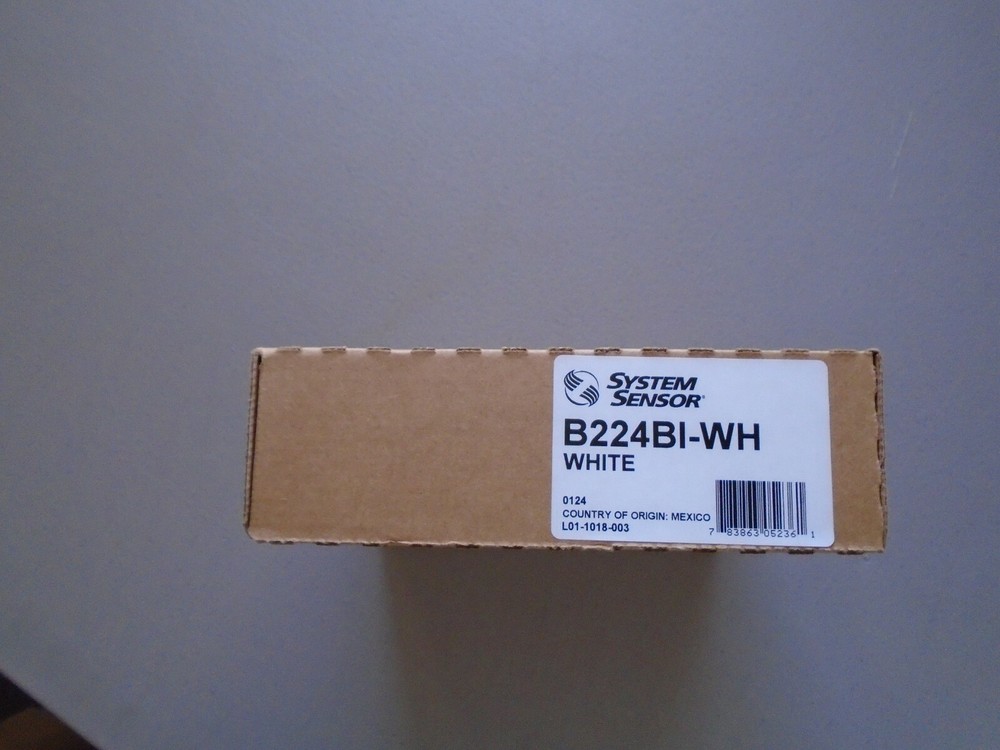 SYSTEM
SENSOR®
B224BI-WH
WHITE
0124
COUNTRY OF ORIGIN: MEXICO
L01-1018-003
7 83863 05236 1